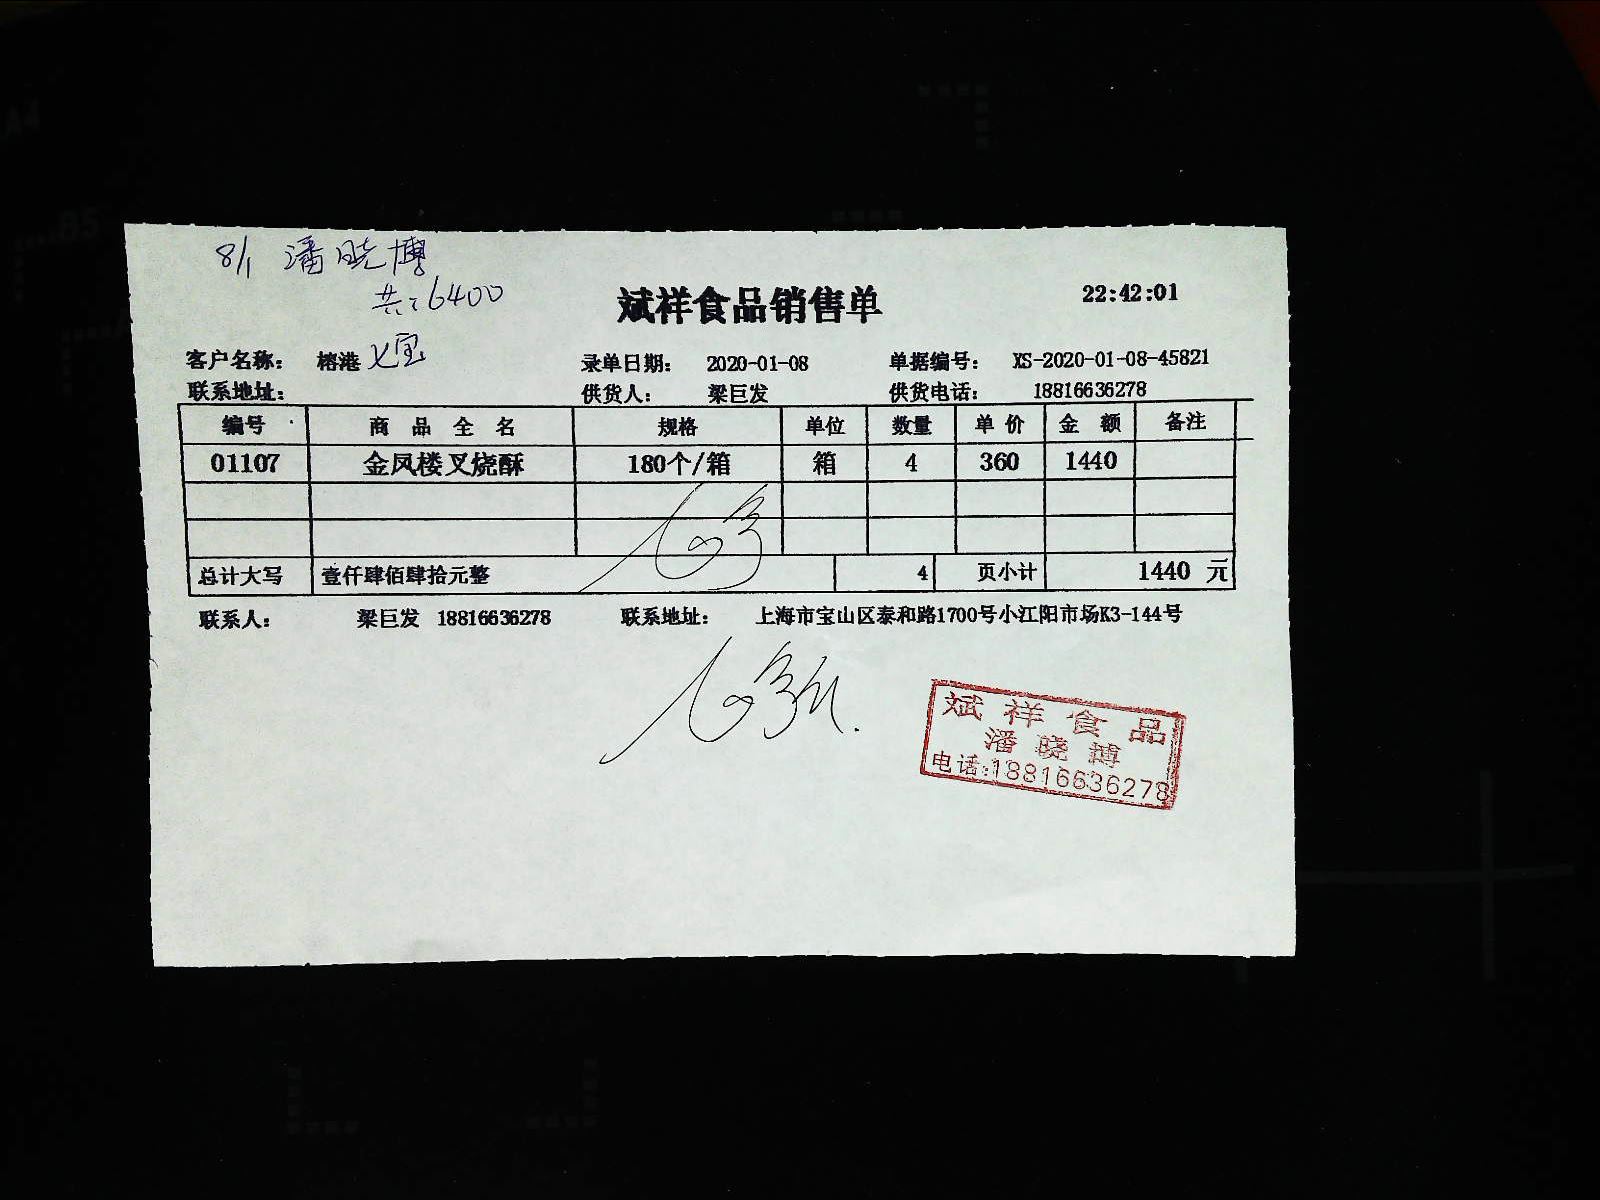 8/1 潘晓博
共:6400
斌祥食品销售单 22:42:01
客户名称: 榕港 七宝 录单日期: 2020-01-08 单据编号: XS-2020-01-08-45821
联系地址: 供货人: 梁巨发 供货电话: 18816636278
编号 商品全名 规格 单位 数量 单价 金额 备注
01107 金凤楼叉烧酥 180个/箱 箱 4 360 1440
总计大写 壹仟肆佰肆拾元整 4 页小计 1440 元
联系人: 梁巨发 18816636278 联系地址: 上海市宝山区泰和路1700号小江阳市场K3-144号
斌祥食品
潘晓博
电话:18816636278